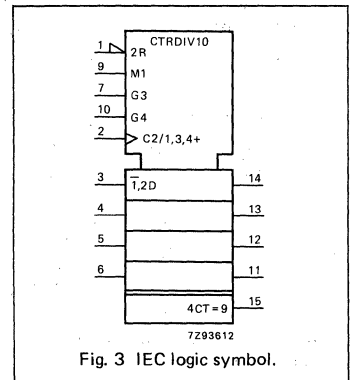 CTRDIV10
1 2R
9 M1
7 G3
10 G4
2 C2/1,3,4+
3 1̅,2D 14
4 13
5 12
6 11
4CT=9 15
7Z93612
Fig. 3 IEC logic symbol.